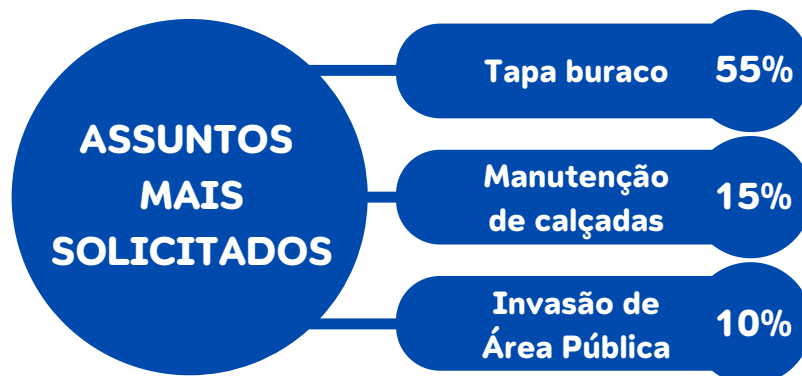 ASSUNTOS
MAIS
SOLICITADOS
Tapa buraco 55%
Manutenção
de calçadas 15%
Invasão de
Área Pública 10%